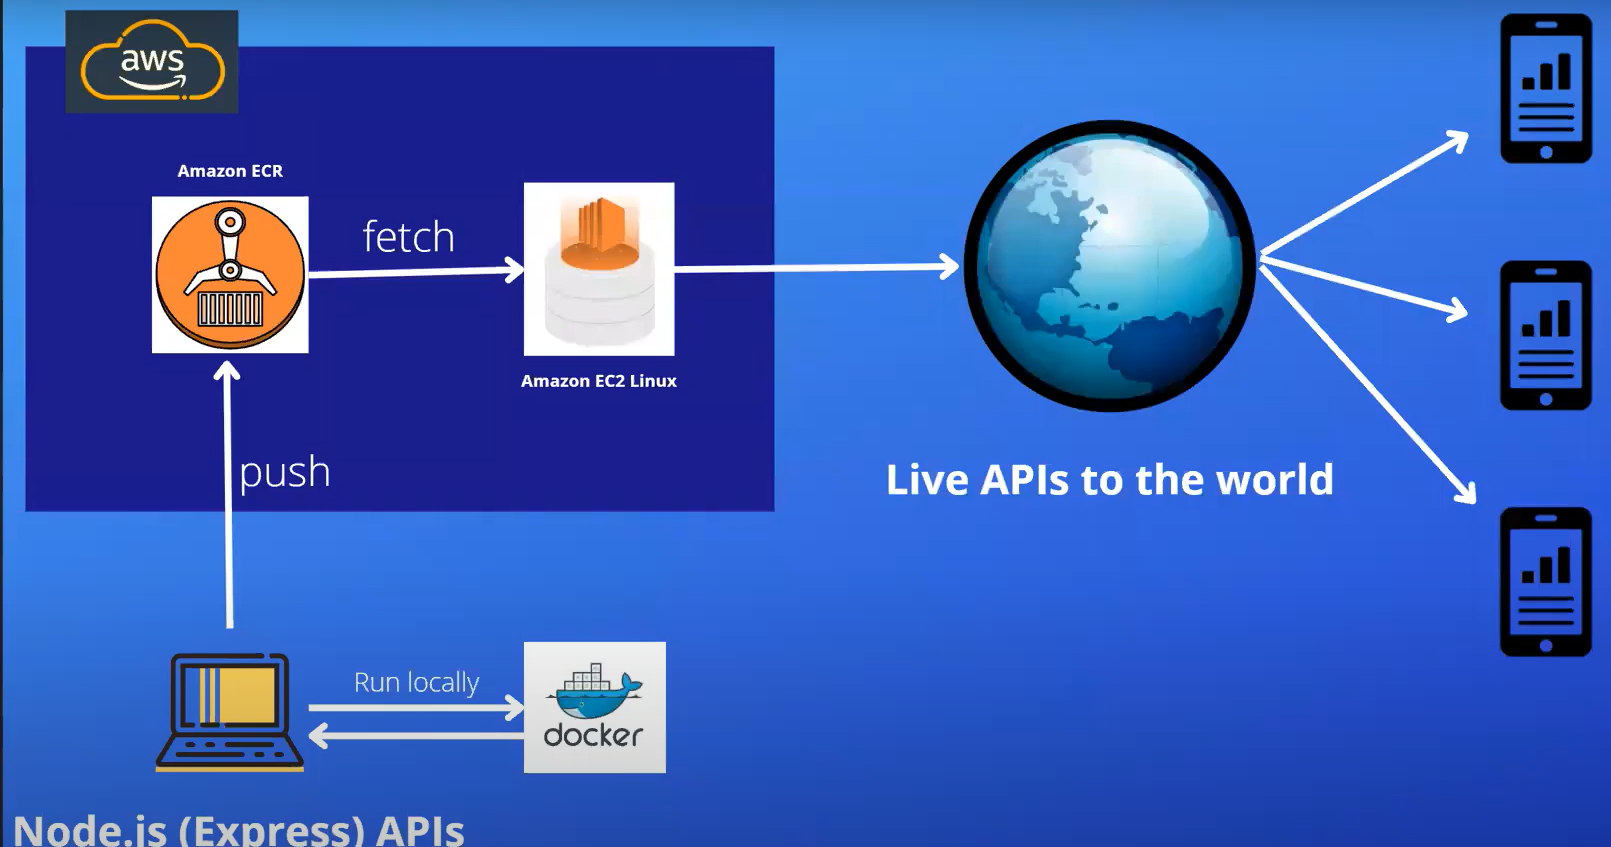 aws
Amazon ECR
fetch
Amazon EC2 Linux
push
Live APIs to the world
Run locally
docker
Node.js (Express) APIs